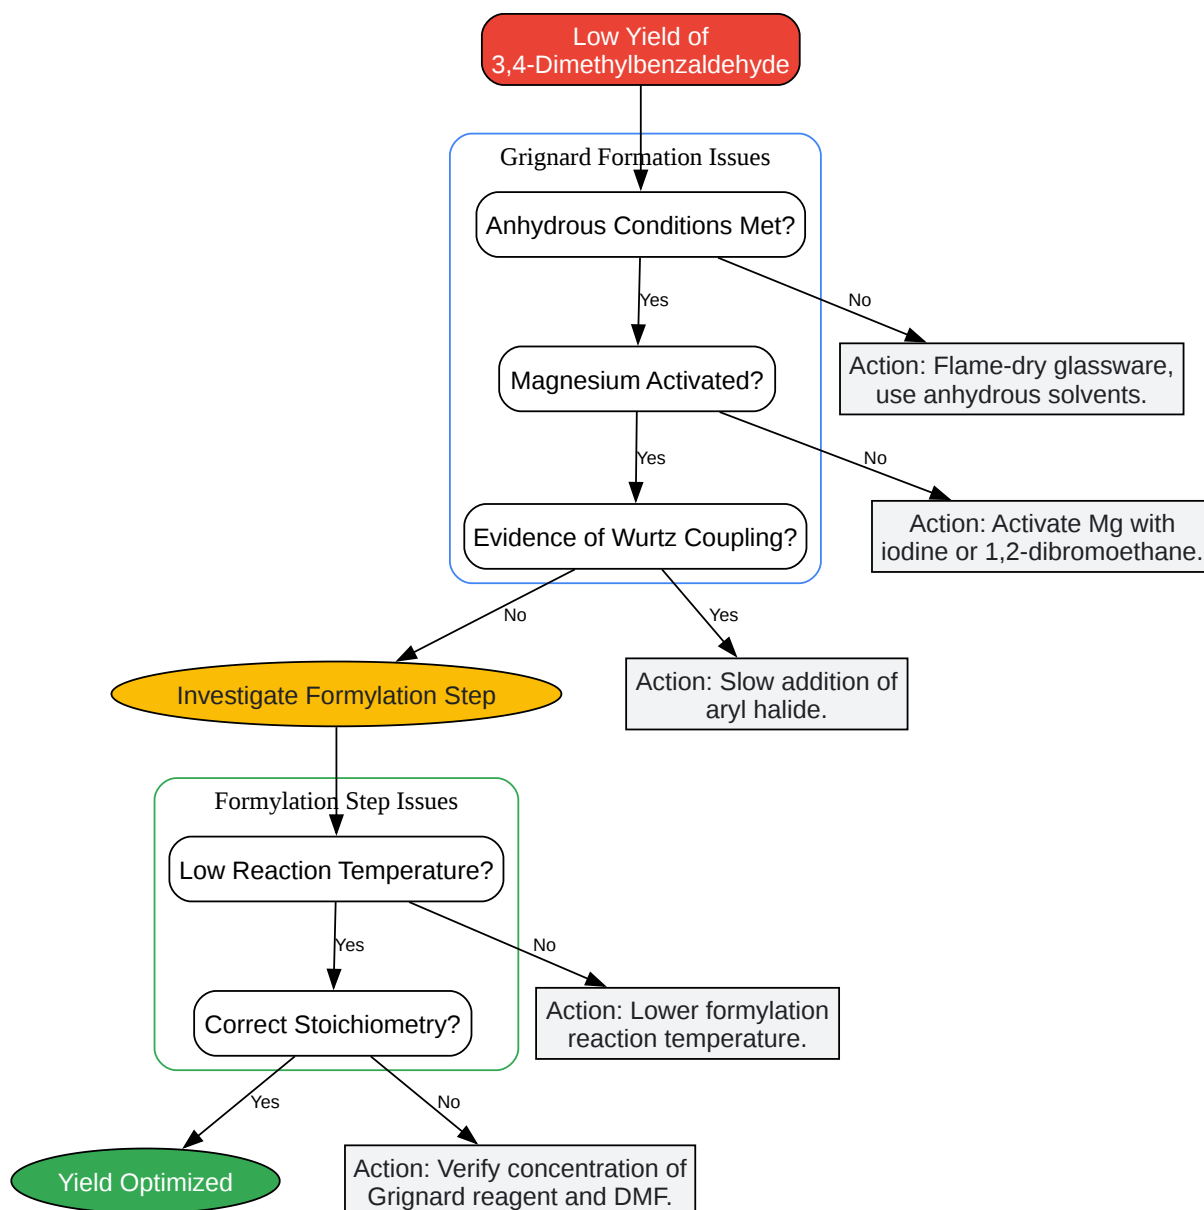 Low Yield of
3,4-Dimethylbenzaldehyde
Grignard Formation Issues
Anhydrous Conditions Met?
Yes
No
Magnesium Activated?
Action: Flame-dry glassware,
use anhydrous solvents.
Yes
No
Evidence of Wurtz Coupling?
Action: Activate Mg with
iodine or 1,2-dibromoethane.
No
Yes
Investigate Formylation Step
Action: Slow addition of
aryl halide.
Formylation Step Issues
Low Reaction Temperature?
Yes
No
Correct Stoichiometry?
Action: Lower formylation
reaction temperature.
Yes
No
Yield Optimized
Action: Verify concentration of
Grignard reagent and DMF.